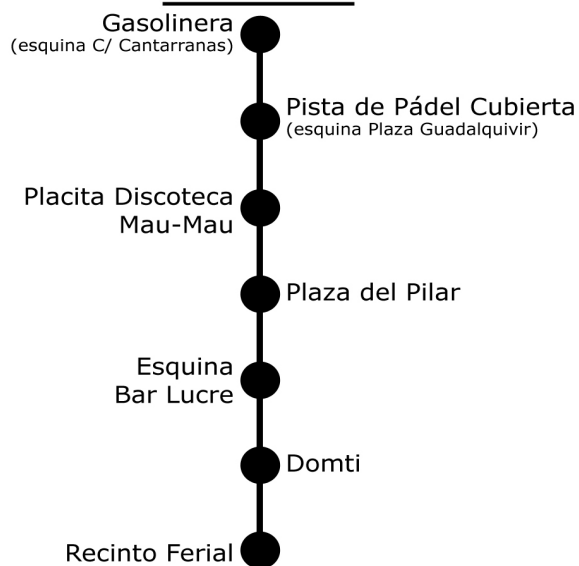 Gasolinera
(esquina C/ Cantarranas)
Pista de Pádel Cubierta
(esquina Plaza Guadalquivir)
Placita Discoteca
Mau-Mau
Plaza del Pilar
Esquina
Bar Lucre
Domti
Recinto Ferial